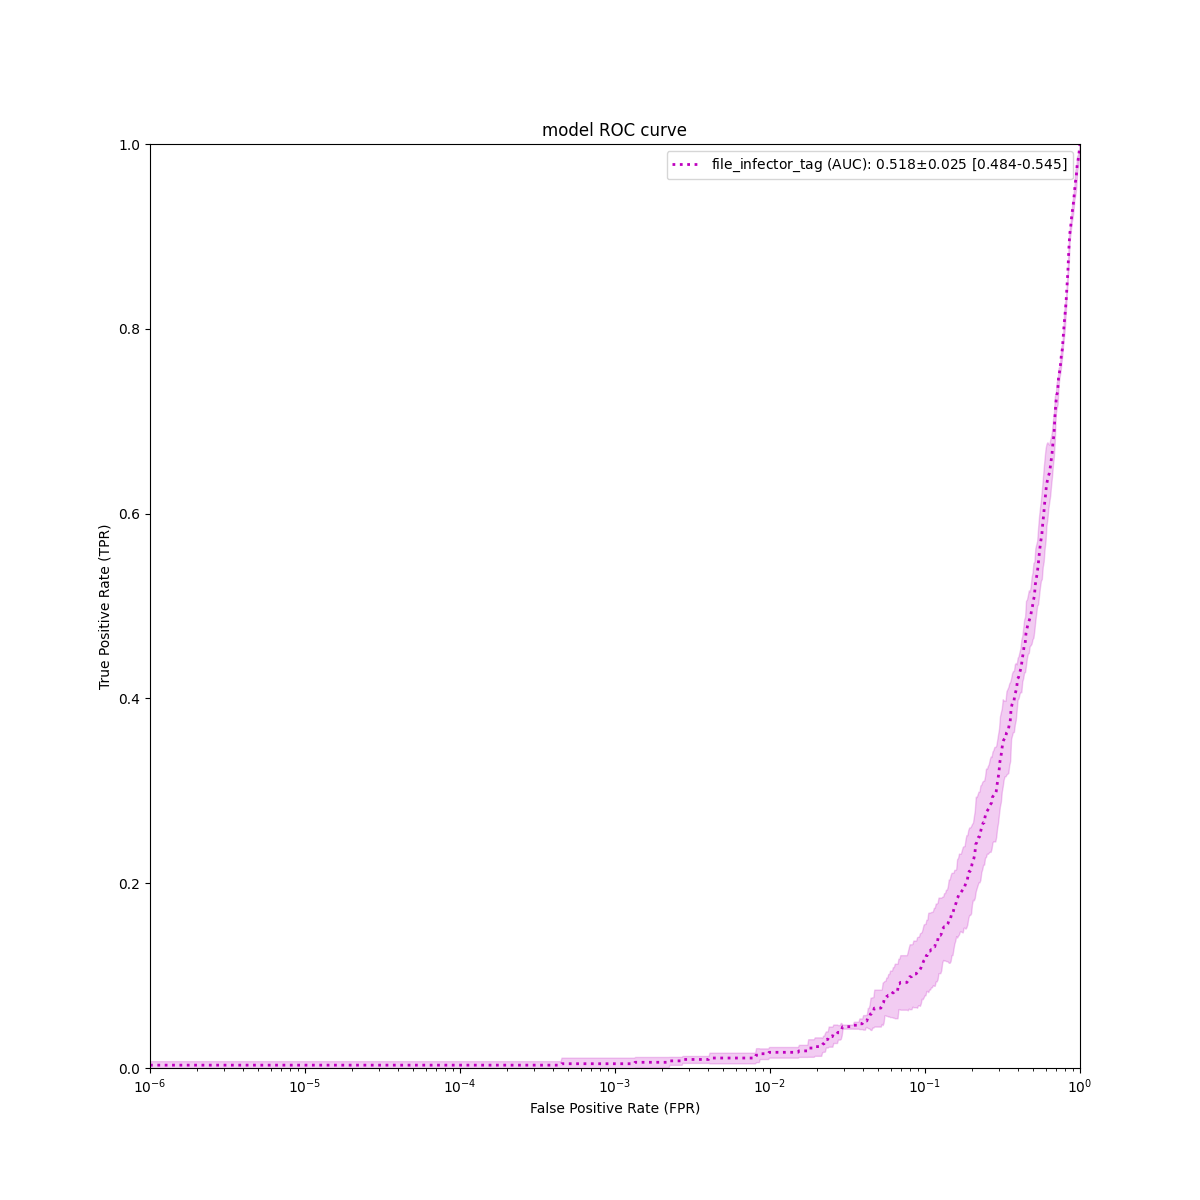 model ROC curve
file_infector_tag (AUC): 0.518±0.025 [0.484-0.545]
1.0
0.8
0.6
0.4
0.2
0.0
True Positive Rate (TPR)
10⁻⁶ 10⁻⁵ 10⁻⁴ 10⁻³ 10⁻² 10⁻¹ 10⁰
False Positive Rate (FPR)